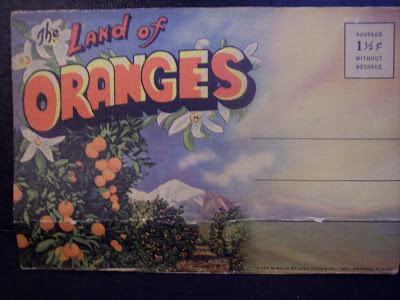 The
Land of
ORANGES
POSTAGE
1½¢
WITHOUT
MESSAGE